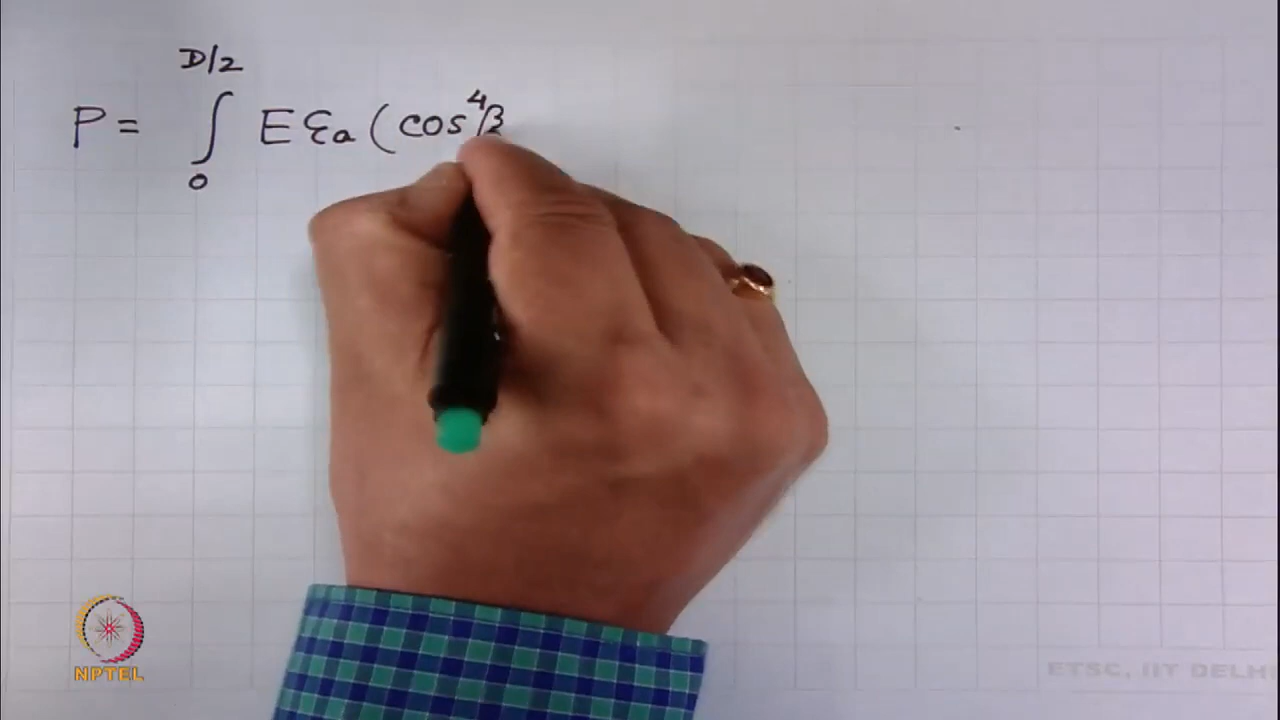 D/2
P = ∫ E εa (cos⁴β
0
NPTEL
ETSC, IIT DELHI